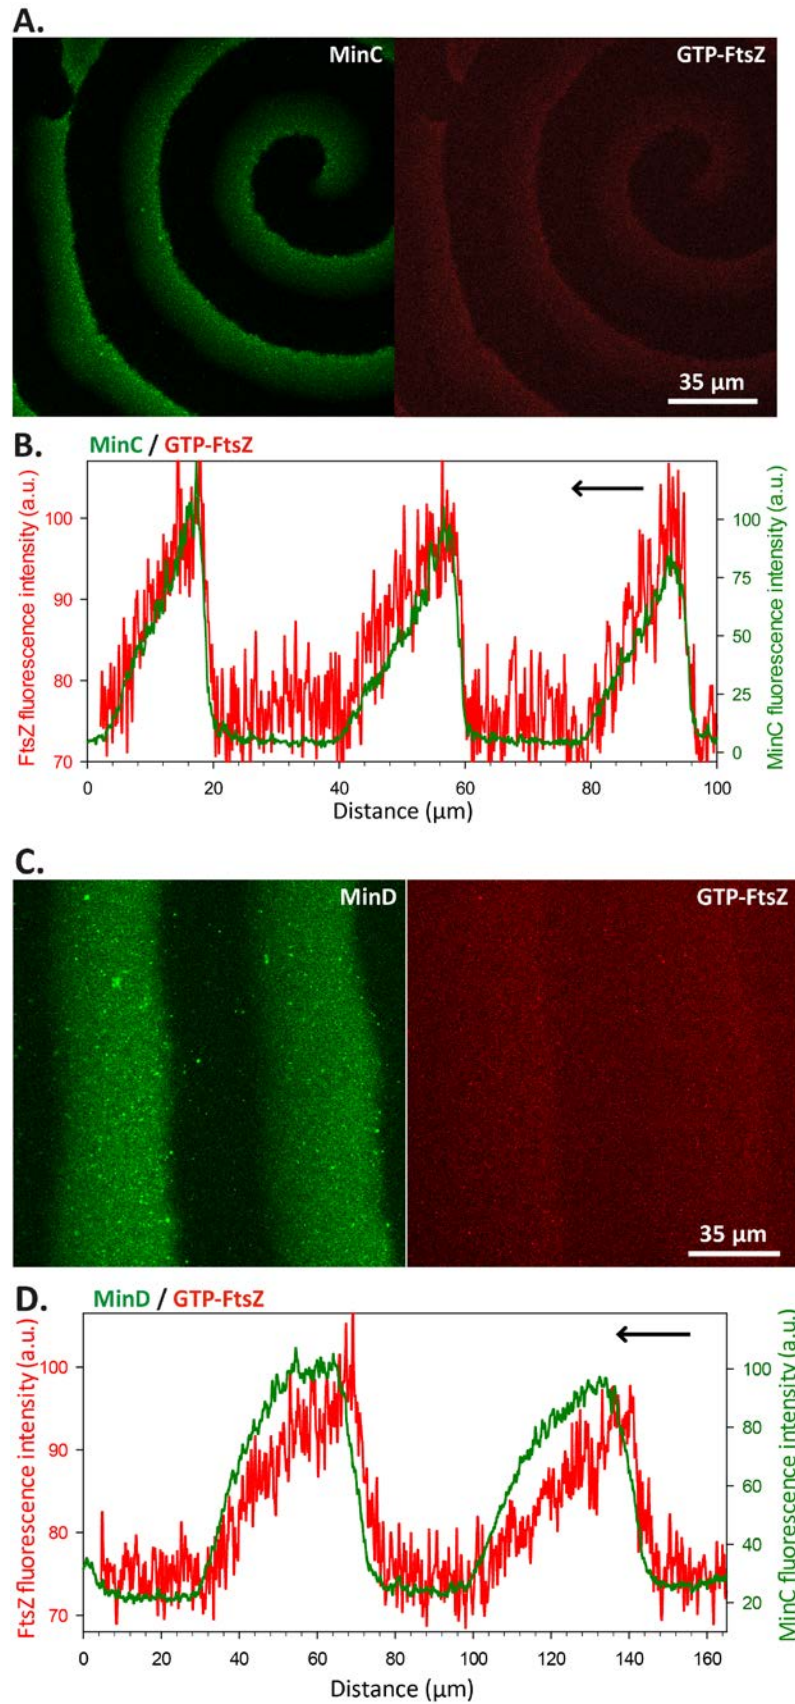 A.
MinC
GTP-FtsZ
35 µm
B.
MinC / GTP-FtsZ
FtsZ fluorescence intensity (a.u.)
100
90
80
70
MinC fluorescence intensity (a.u.)
100
75
50
25
0
0 20 40 60 80 100
Distance (µm)
C.
MinD
GTP-FtsZ
35 µm
D.
MinD / GTP-FtsZ
FtsZ fluorescence intensity (a.u.)
100
90
80
70
MinC fluorescence intensity (a.u.)
100
80
60
40
20
0 20 40 60 80 100 120 140 160
Distance (µm)